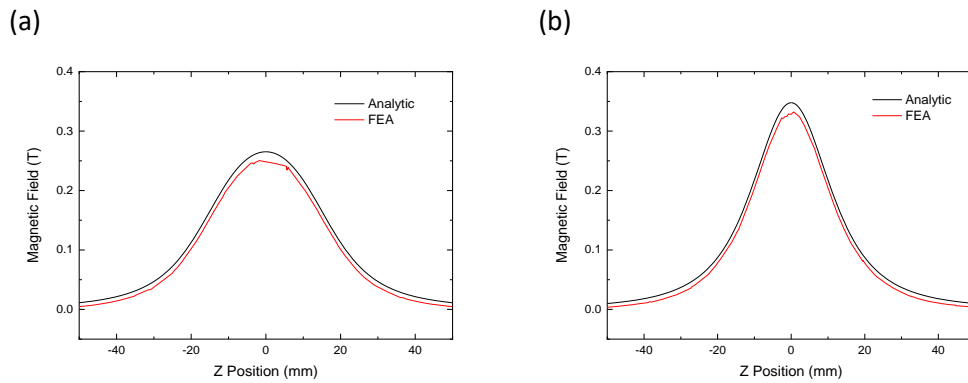 (a)
0.4
0.3
0.2
0.1
0.0
-40
-20
0
20
40
Magnetic Field (T)
Z Position (mm)
Analytic
FEA
(b)
0.4
0.3
0.2
0.1
0.0
-40
-20
0
20
40
Magnetic Field (T)
Z Position (mm)
Analytic
FEA